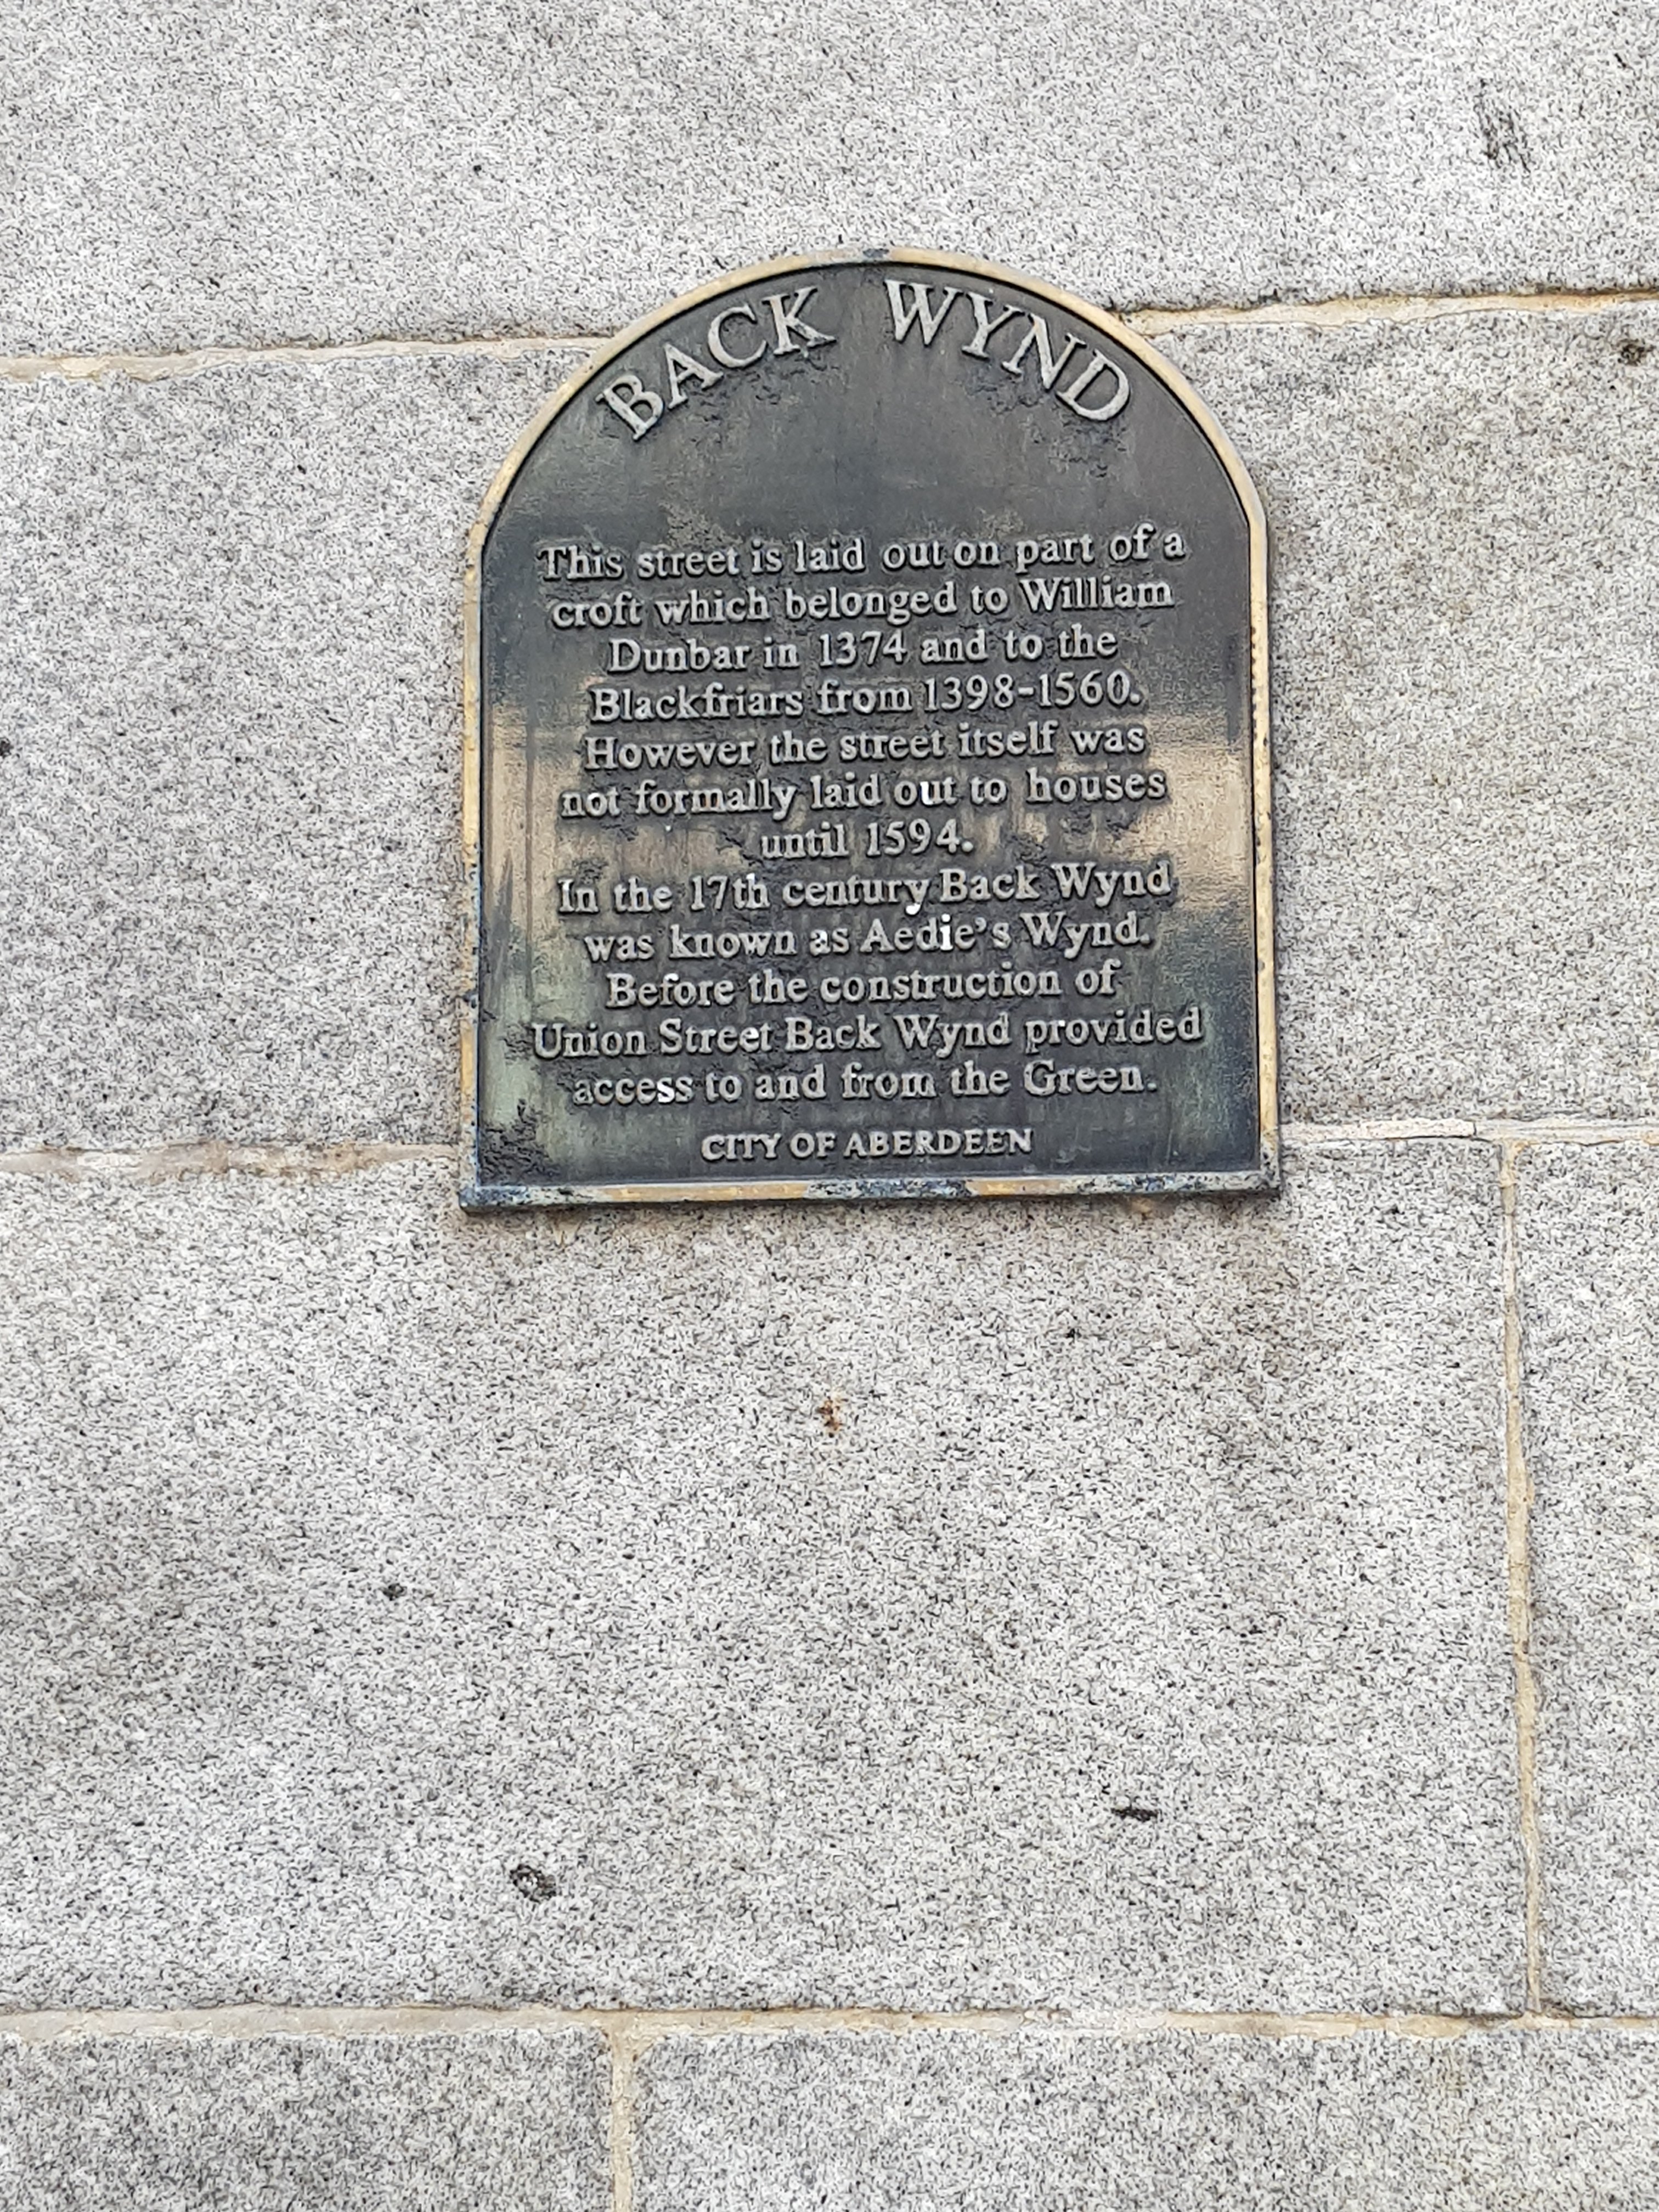 BACK WYND
This street is laid out on part of a
croft which belonged to William
Dunbar in 1374 and to the
Blackfriars from 1398-1560.
However the street itself was
not formally laid out to houses
until 1594.
In the 17th century Back Wynd
was known as Aedie's Wynd.
Before the construction of
Union Street Back Wynd provided
access to and from the Green.
CITY OF ABERDEEN